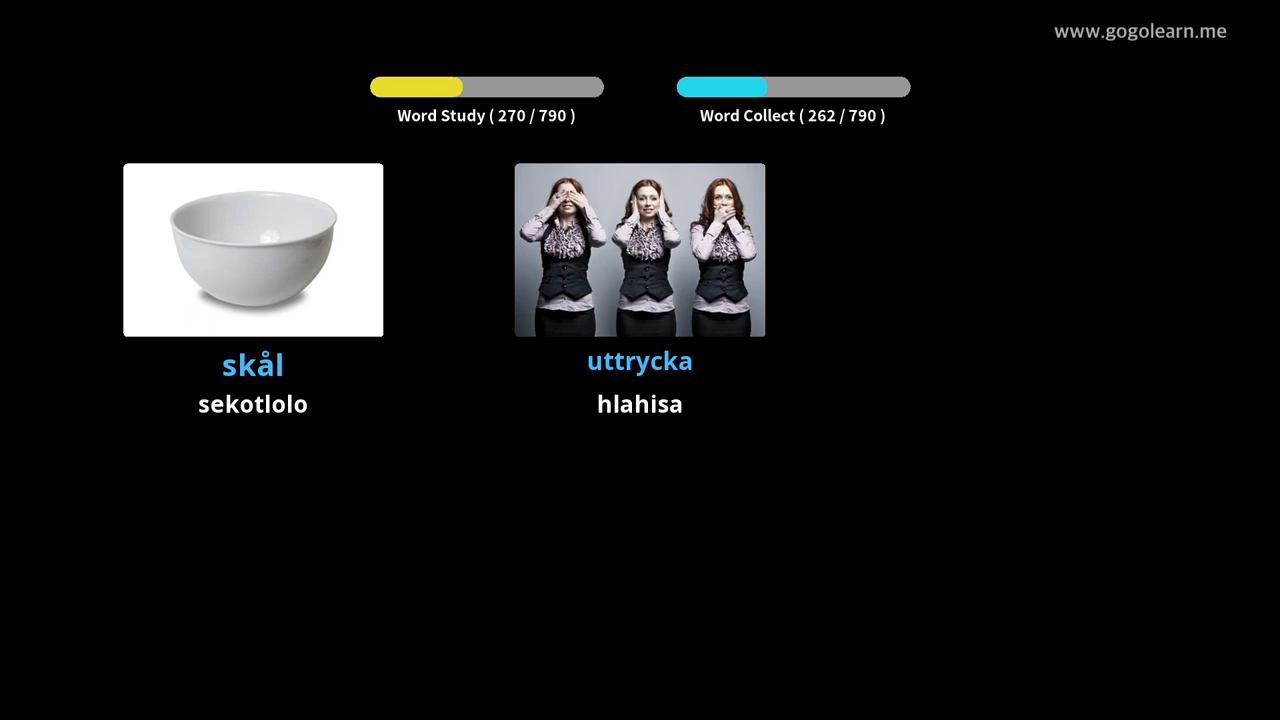 www.gogolearn.me
Word Study ( 270 / 790 )
Word Collect ( 262 / 790 )
skål
uttrycka
sekotlolo
hlahisa